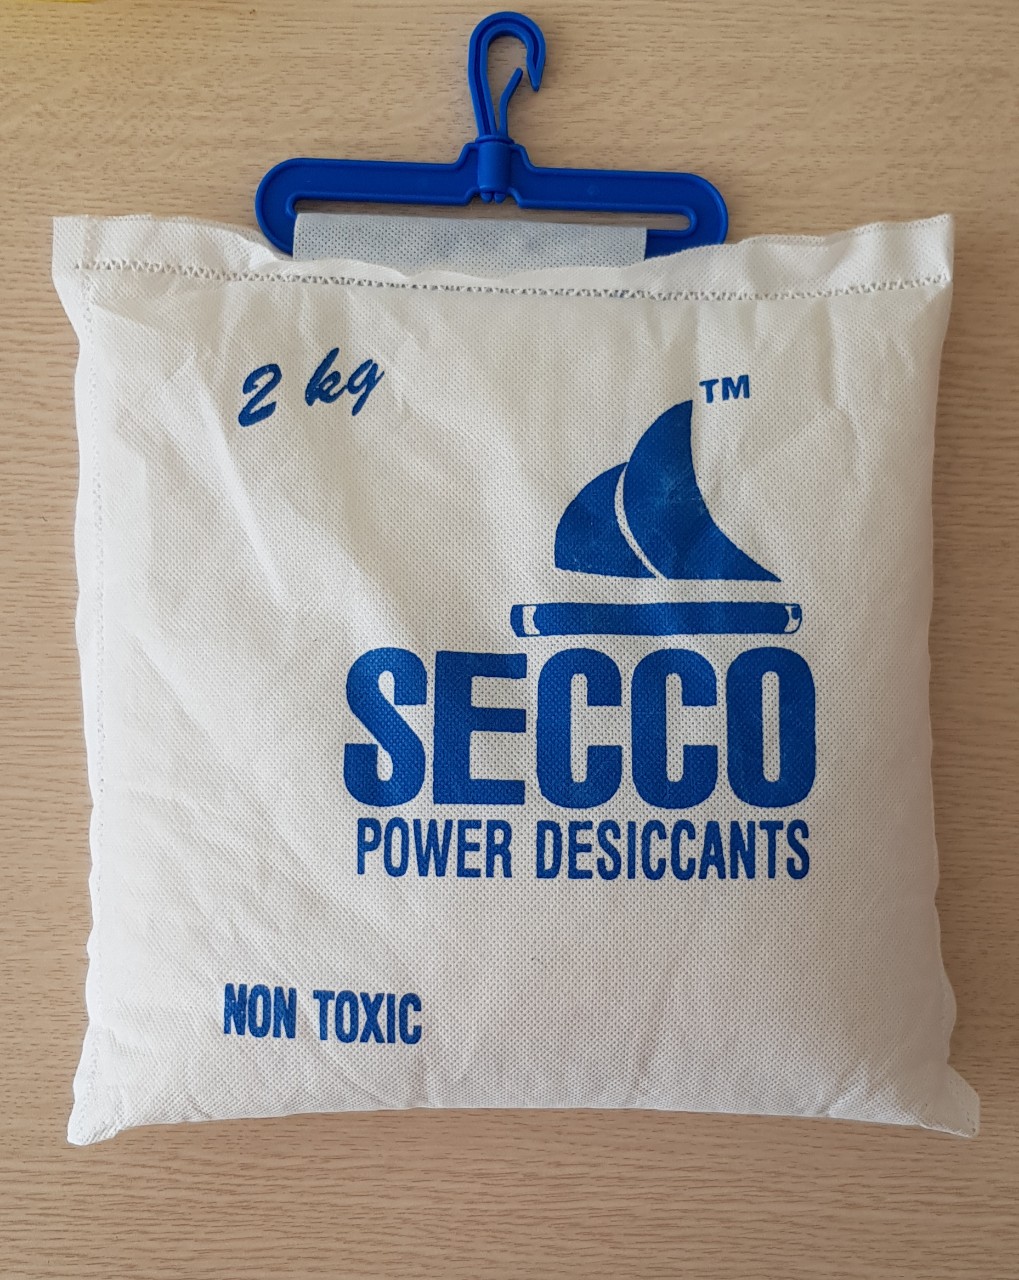 2 kg
TM
SECCO
POWER DESICCANTS
NON TOXIC